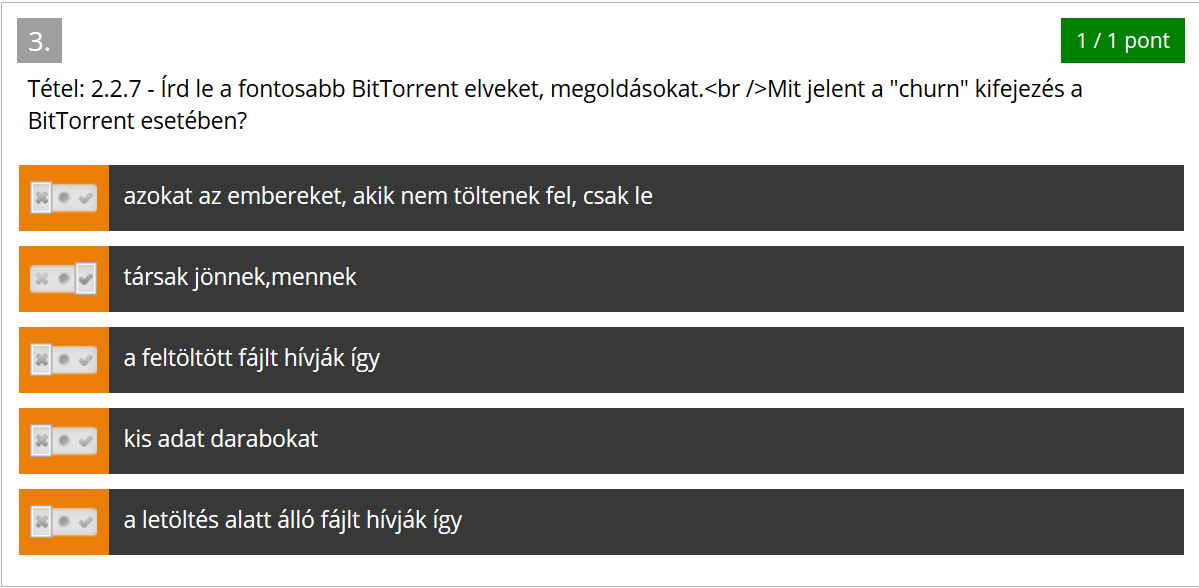 3.
1 / 1 pont
Tétel: 2.2.7 - Írd le a fontosabb BitTorrent elveket, megoldásokat.<br />Mit jelent a "churn" kifejezés a
BitTorrent esetében?
azokat az embereket, akik nem töltenek fel, csak le
társak jönnek,mennek
a feltöltött fájlt hívják így
kis adat darabokat
a letöltés alatt álló fájlt hívják így